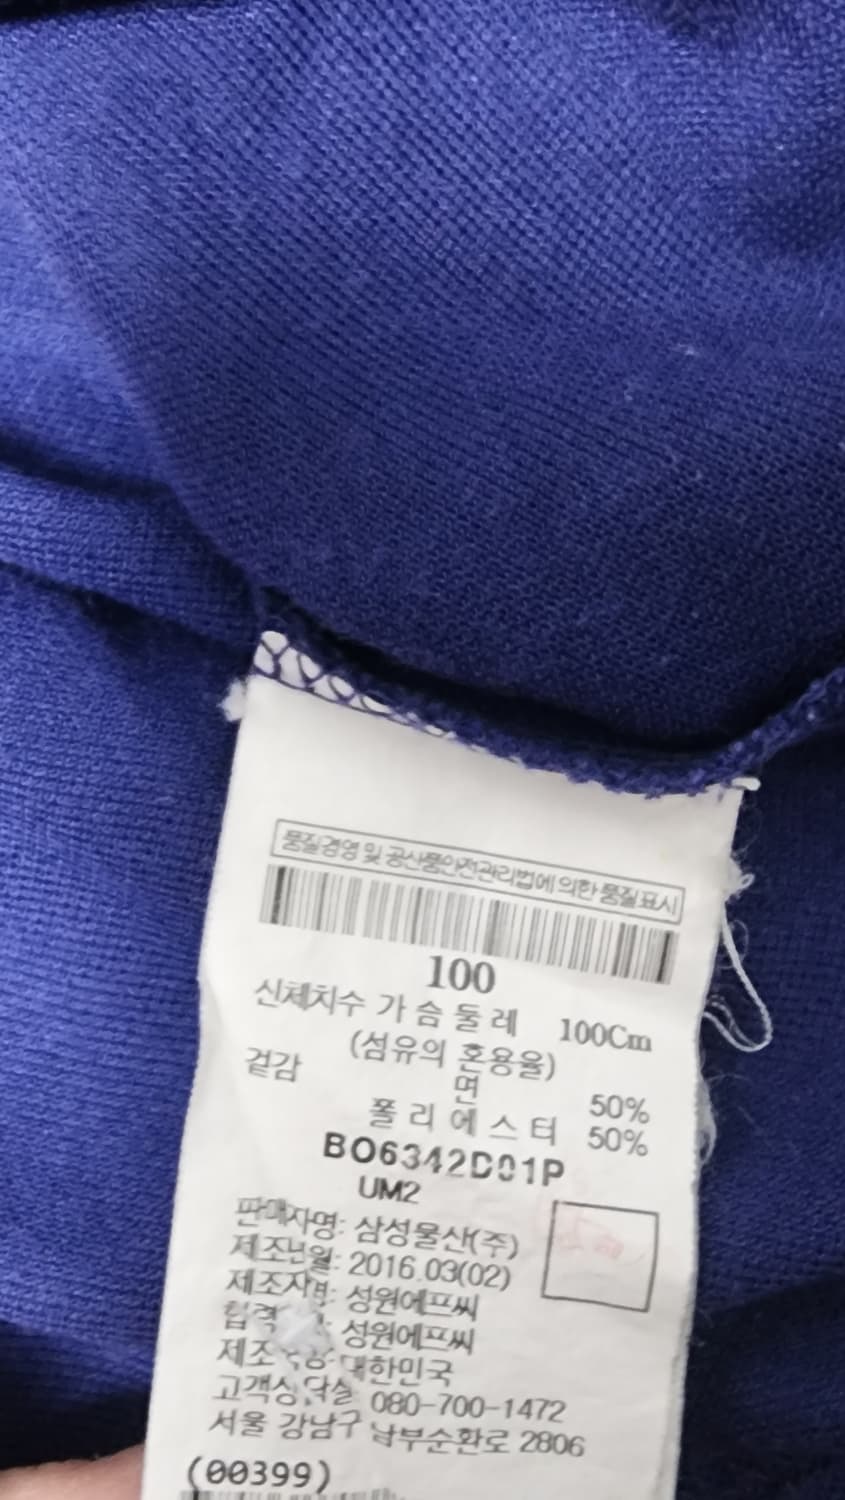 품질경영 및 공산품안전관리법에 의한 품질표시
100
신체치수 가슴둘레 100Cm
(섬유의 혼용율)
겉감 면 50%
폴리에스터 50%
BO6342D01P
UM2
판매자명: 삼성물산(주)
제조년월: 2016.03(02)
제조자명: 성원에프씨
성원에프씨
대한민국
고객상담실 080-700-1472
서울 강남구 남부순환로 2806
(00399)